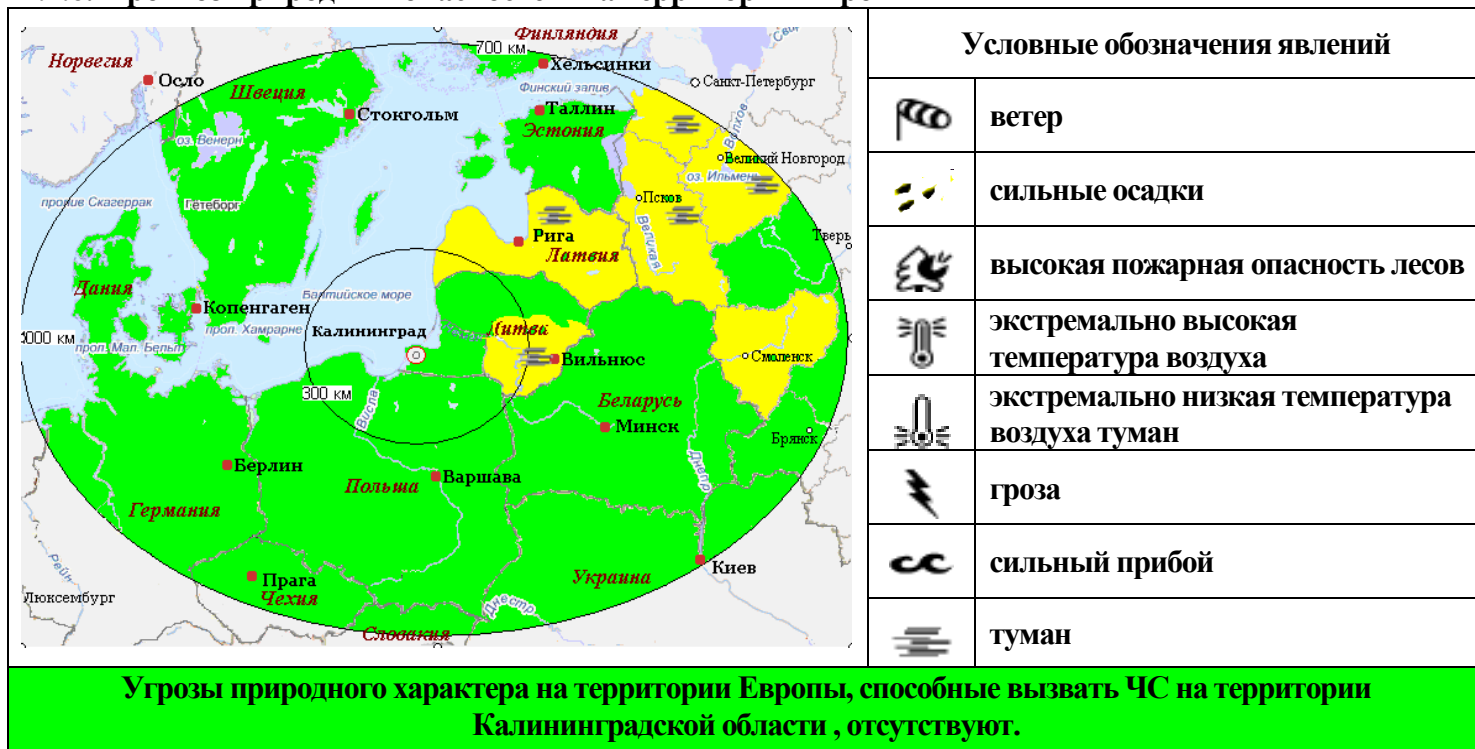 Норвегия
Финляндия
700 км
Осло
Хельсинки
Швеция
Финский залив
Санкт-Петербург
Стокгольм
Таллин
Эстония
Волхов
оз. Венерн
Великий Новгород
оз. Ильмень
пролив Скагеррак
Гётеборг
Псков
Великая
Рига
Тверь
Латвия
Дания
Балтийское море
Копенгаген
прол. Хамрарне
Калининград
Литва
1000 км
прол. Мал. Бельт
Вильнюс
Смоленск
300 км
Висла
Беларусь
Минск
Брянск
Днепр
Берлин
Польша
Варшава
Германия
Рейн
Прага
Чехия
Украина
Киев
Люксембург
Днестр
Словакия
Условные обозначения явлений
ветер
сильные осадки
высокая пожарная опасность лесов
экстремально высокая
температура воздуха
экстремально низкая температура
воздуха туман
гроза
сильный прибой
туман
Угрозы природного характера на территории Европы, способные вызвать ЧС на территории
Калининградской области , отсутствуют.